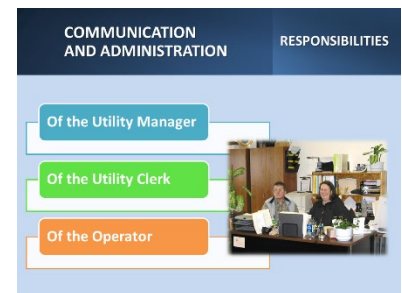 COMMUNICATION
AND ADMINISTRATION
RESPONSIBILITIES
Of the Utility Manager
Of the Utility Clerk
Of the Operator